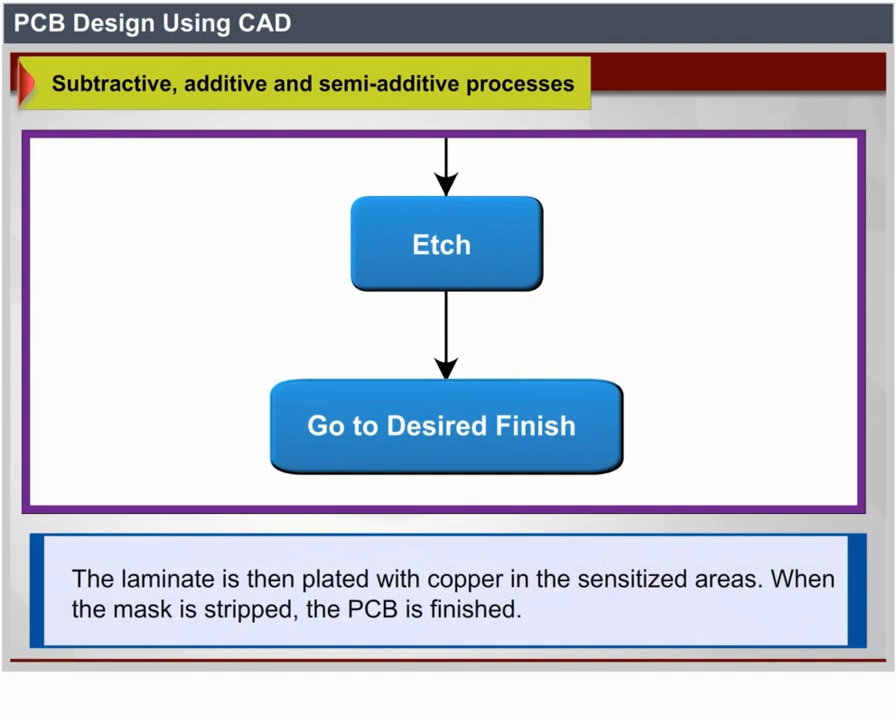 PCB Design Using CAD
Subtractive, additive and semi-additive processes
Etch
Go to Desired Finish
The laminate is then plated with copper in the sensitized areas. When
the mask is stripped, the PCB is finished.